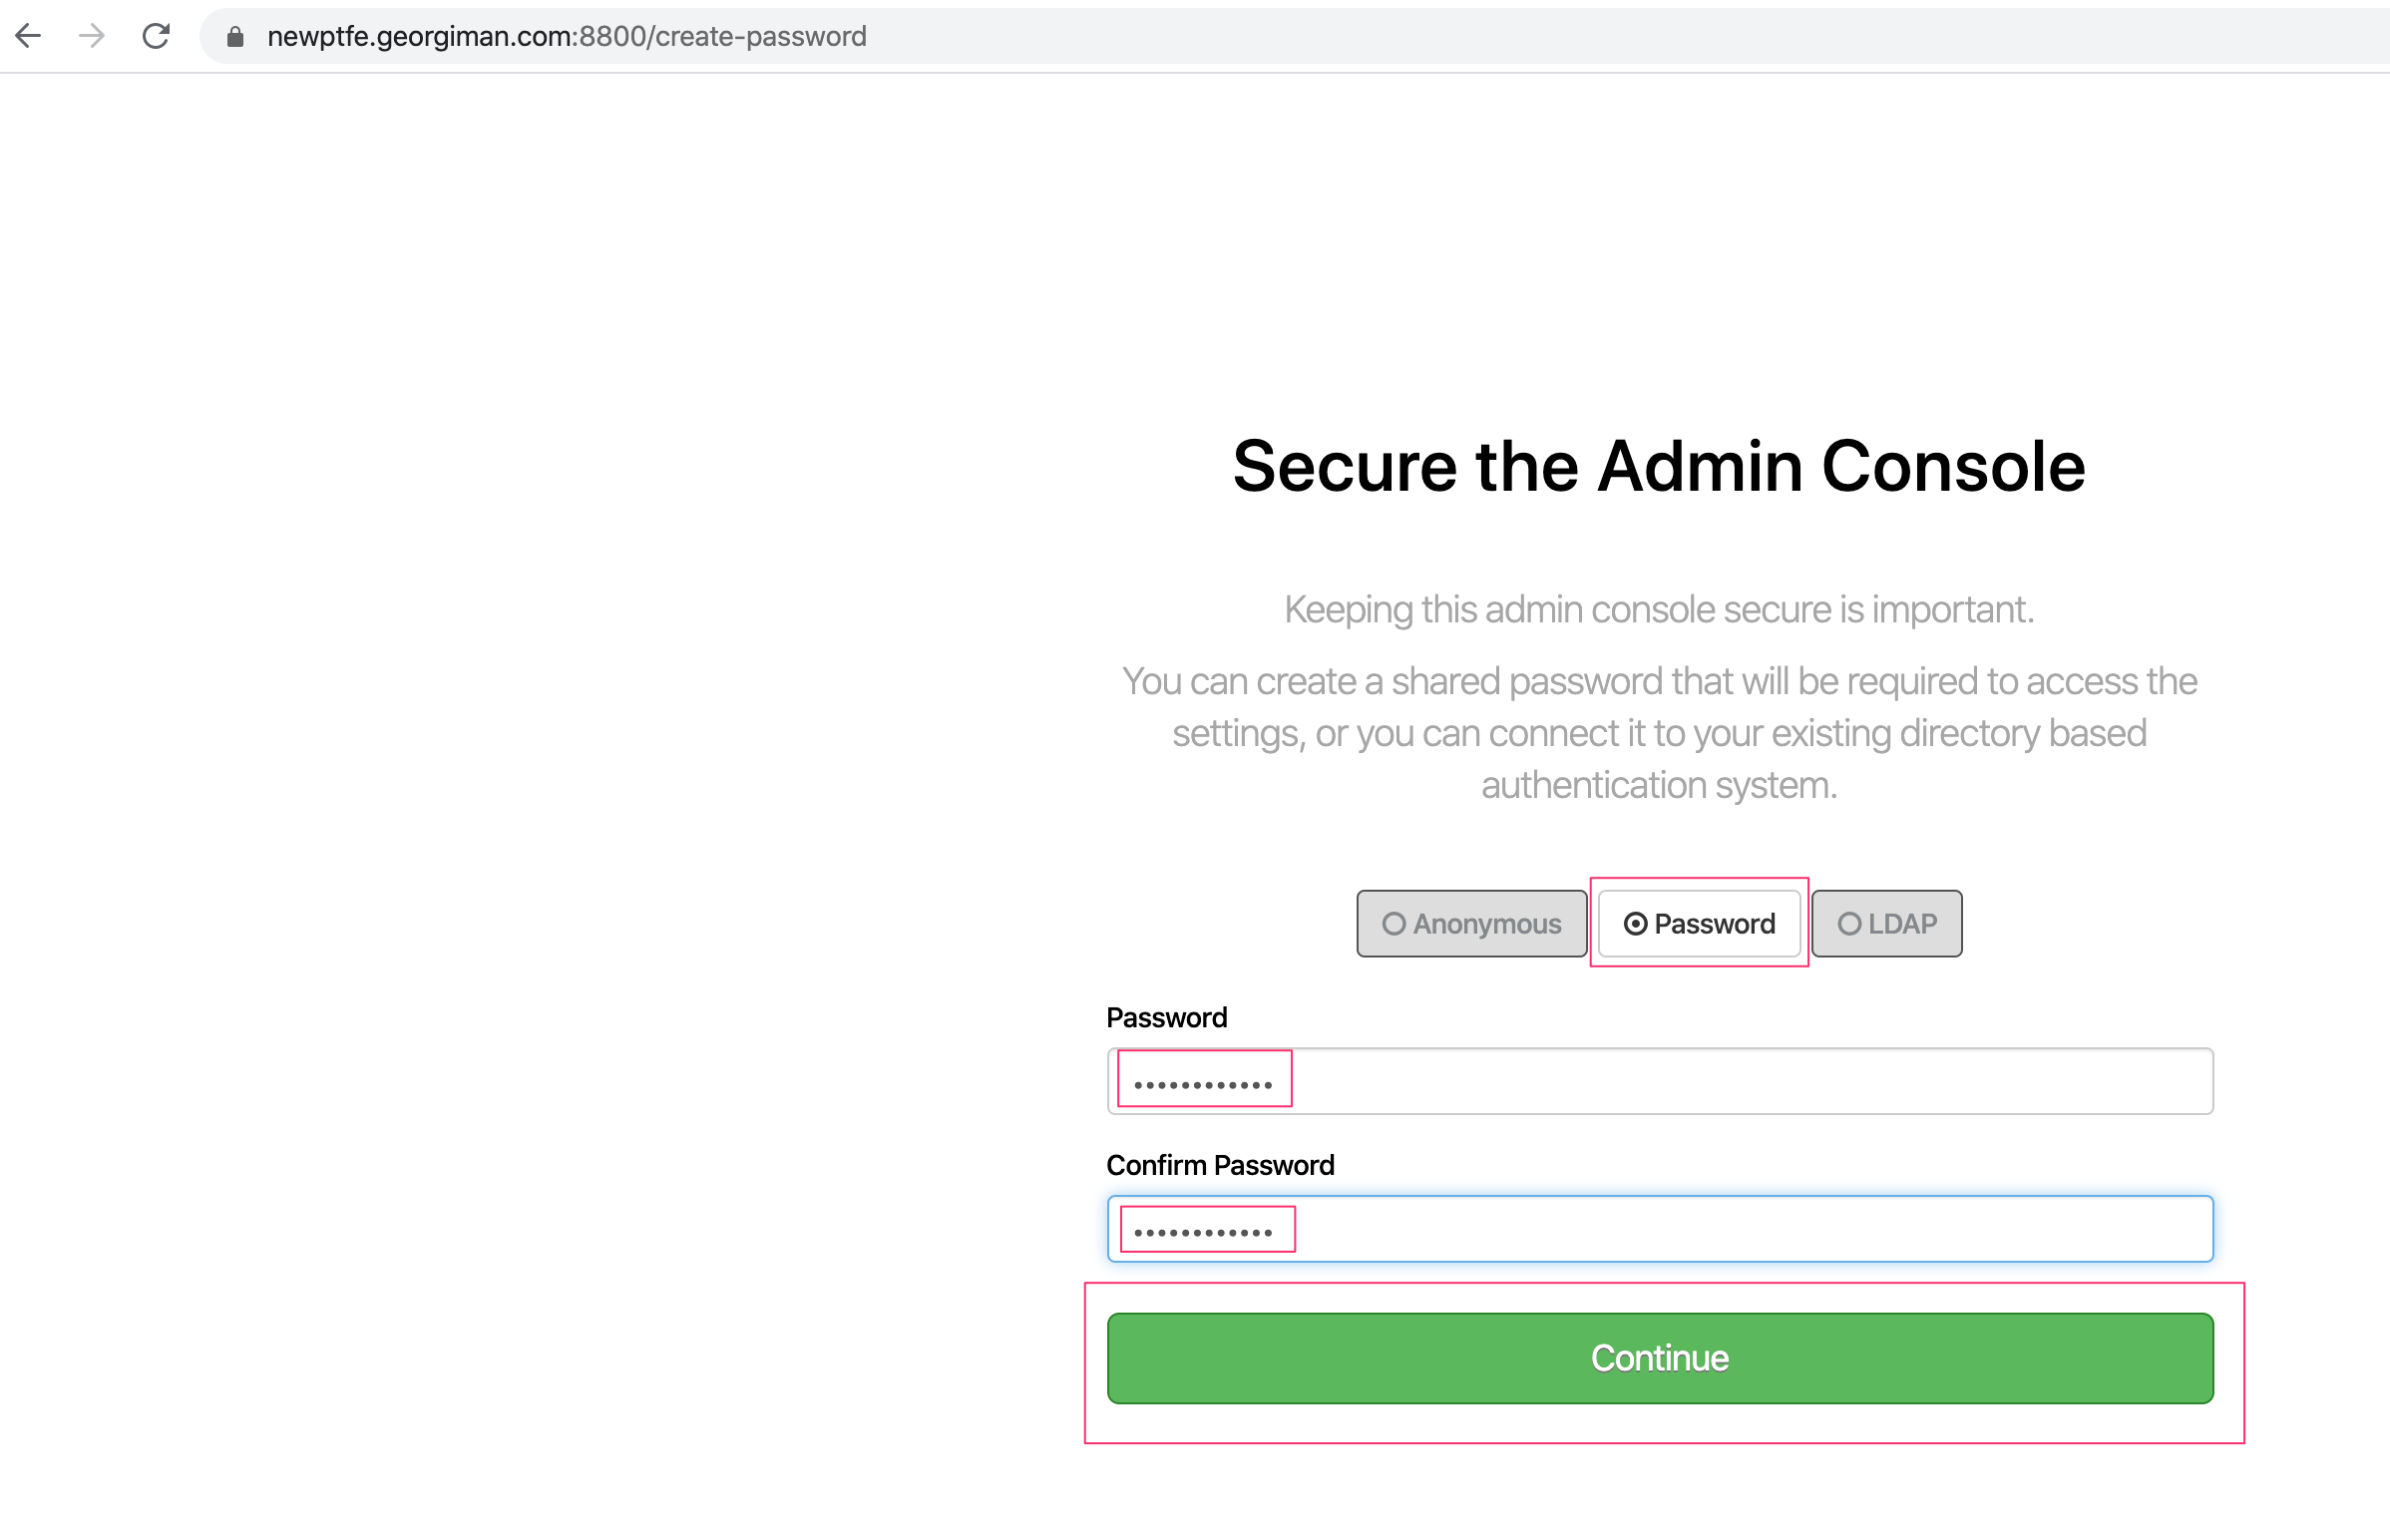 newptfe.georgiman.com:8800/create-password
Secure the Admin Console
Keeping this admin console secure is important.
You can create a shared password that will be required to access the
settings, or you can connect it to your existing directory based
authentication system.
Anonymous Password LDAP
Password
••••••••••••
Confirm Password
••••••••••••
Continue